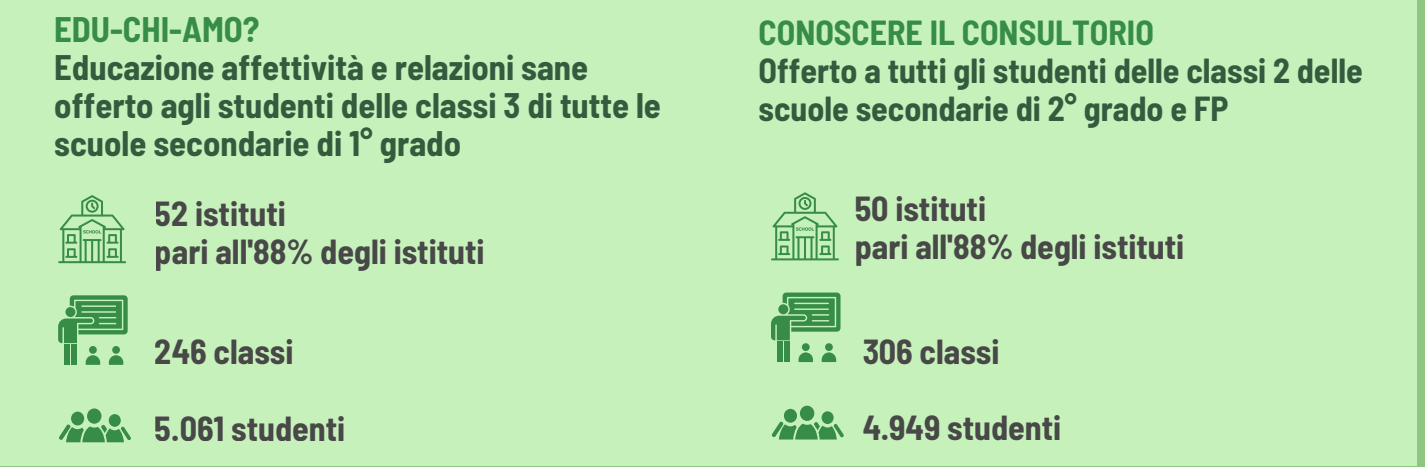 EDU-CHI-AMO?
Educazione affettività e relazioni sane
offerto agli studenti delle classi 3 di tutte le
scuole secondarie di 1° grado
SCHOOL
52 istituti
pari all'88% degli istituti
246 classi
5.061 studenti
CONOSCERE IL CONSULTORIO
Offerto a tutti gli studenti delle classi 2 delle
scuole secondarie di 2° grado e FP
SCHOOL
50 istituti
pari all'88% degli istituti
306 classi
4.949 studenti